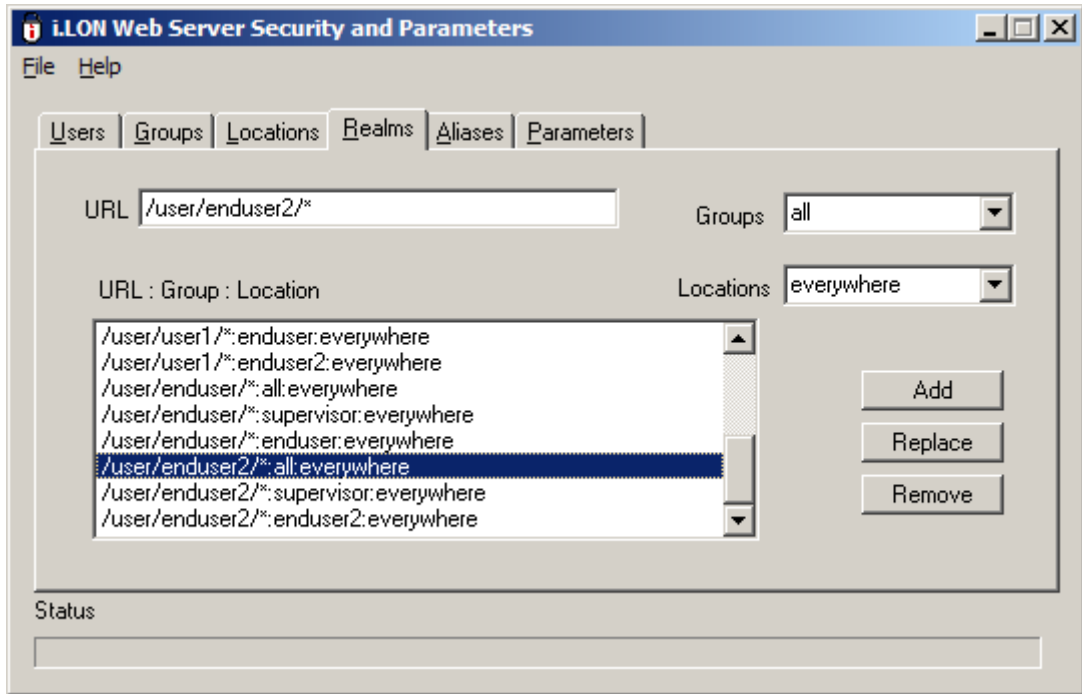 i.LON Web Server Security and Parameters
File Help
Users Groups Locations Realms Aliases Parameters
URL /user/enduser2/* Groups all
URL : Group : Location Locations everywhere
/user/user1/*:enduser:everywhere
/user/user1/*:enduser2:everywhere
/user/enduser/*:all:everywhere
/user/enduser/*:supervisor:everywhere
/user/enduser/*:enduser:everywhere
/user/enduser2/*:all:everywhere
/user/enduser2/*:supervisor:everywhere
/user/enduser2/*:enduser2:everywhere
Add
Replace
Remove
Status